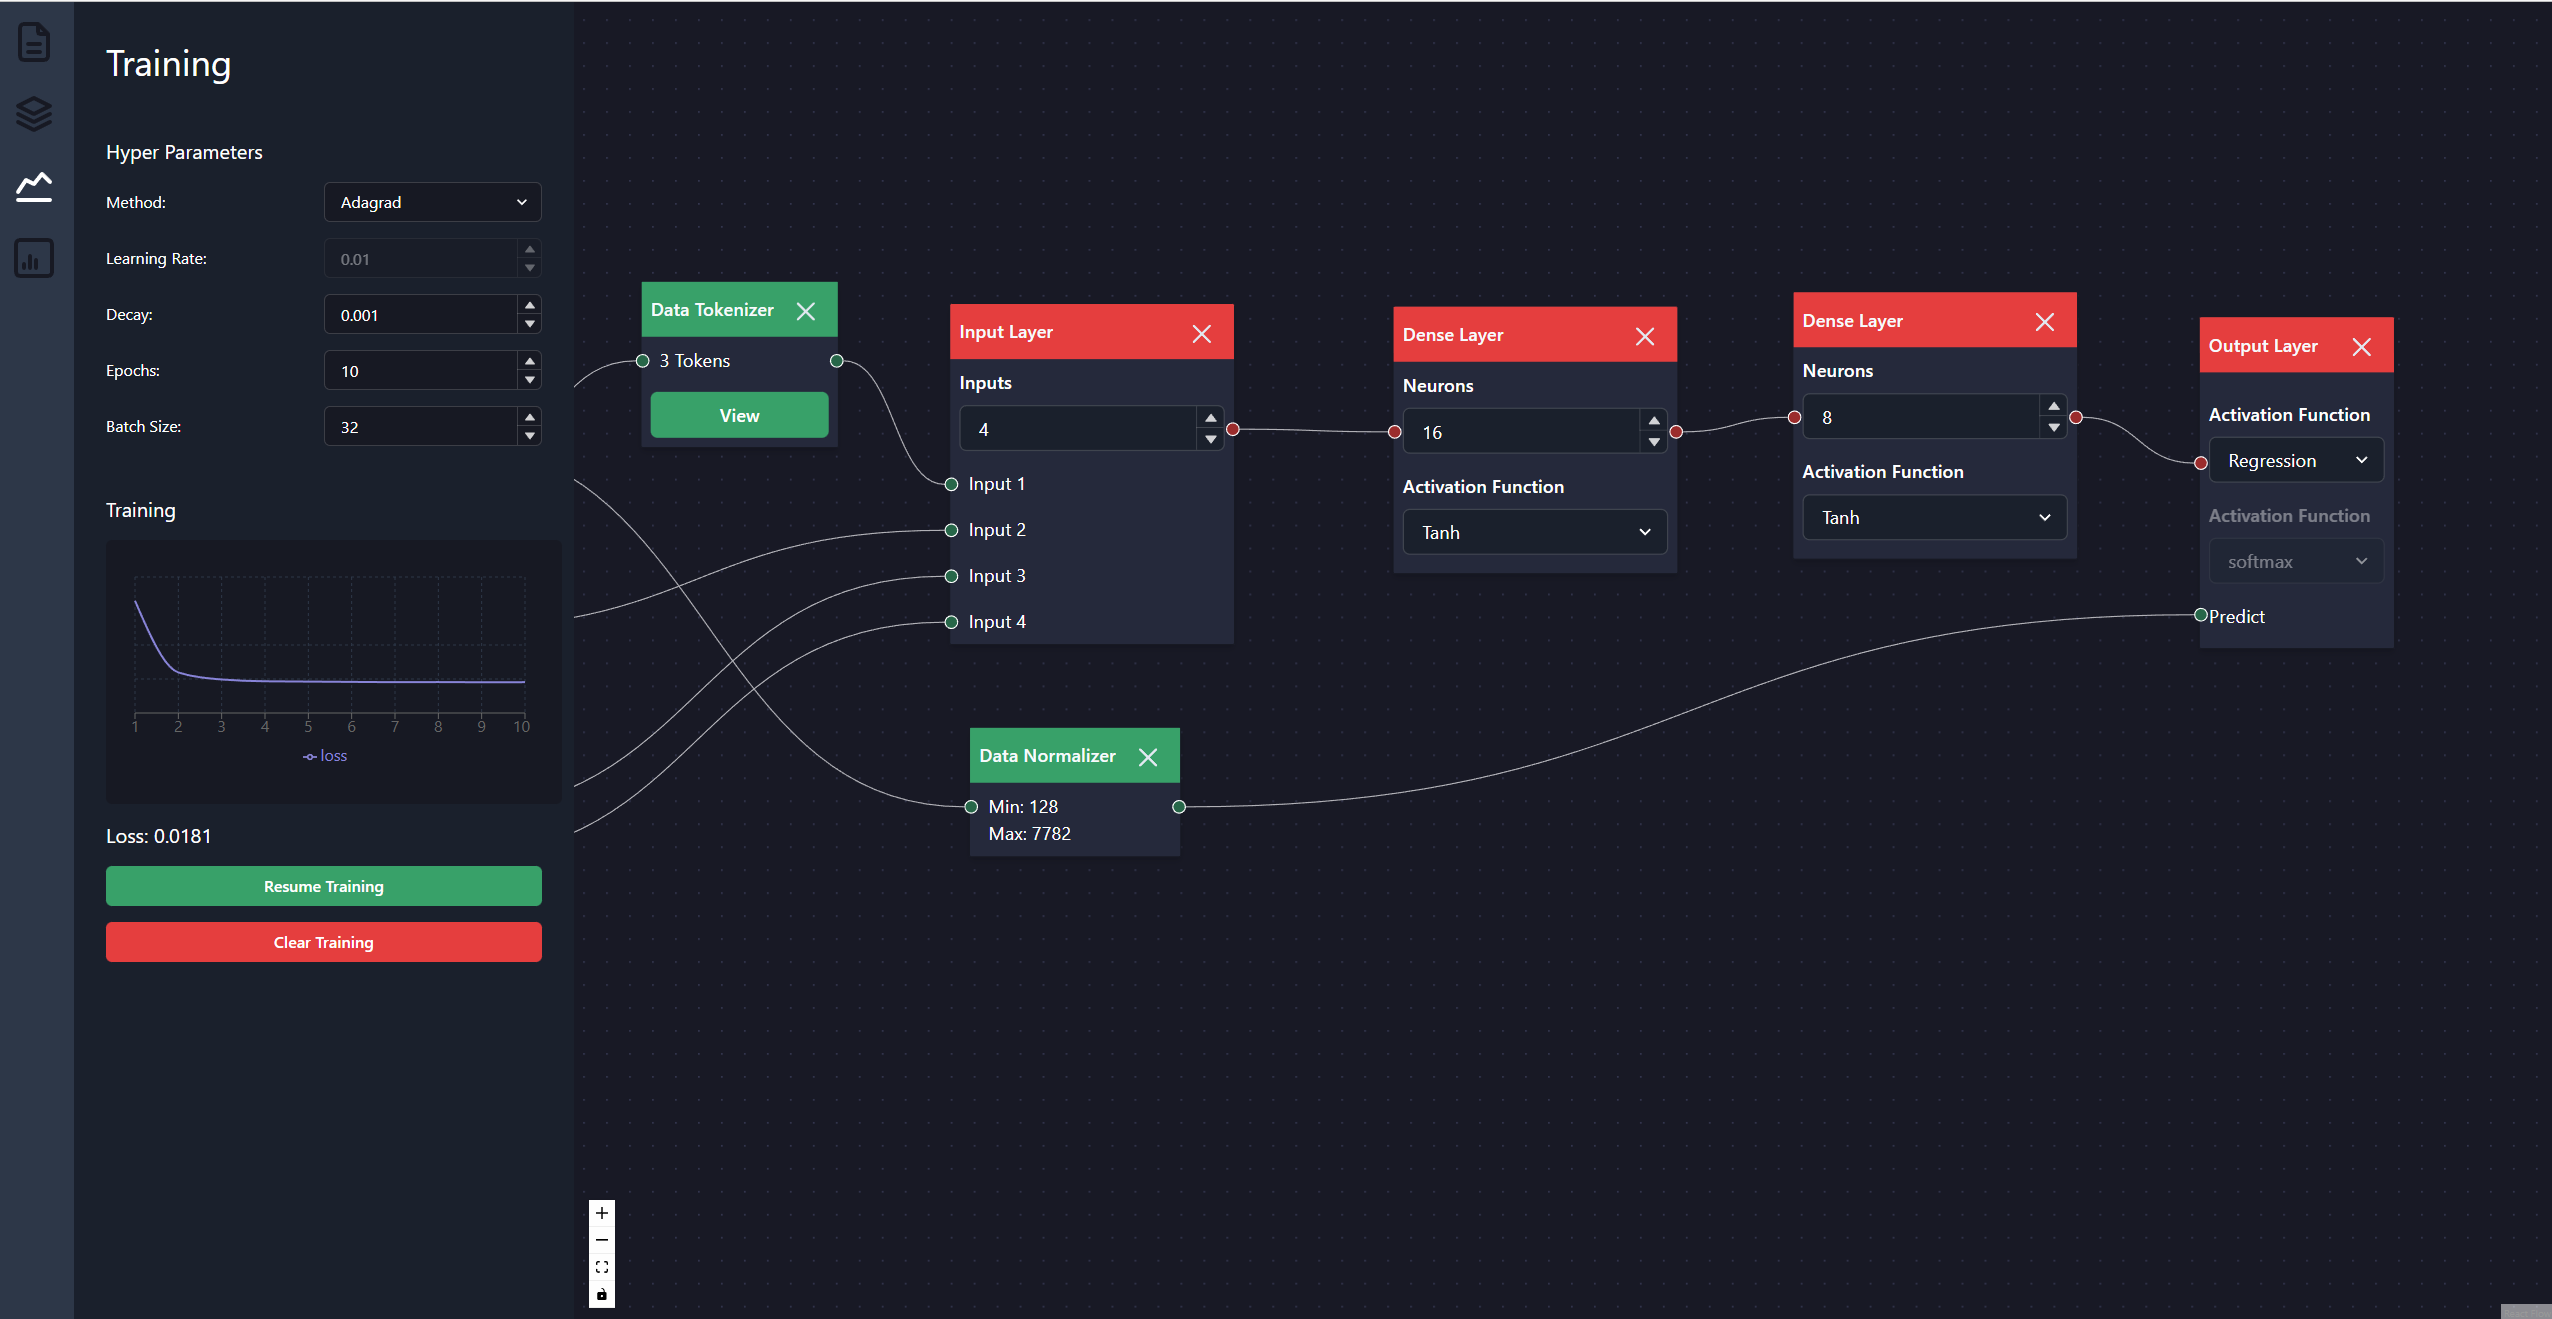 Training
Hyper Parameters
Method:
Adagrad
Learning Rate:
0.01
Decay:
0.001
Epochs:
10
Batch Size:
32
Training
1 2 3 4 5 6 7 8 9 10
loss
Loss: 0.0181
Resume Training
Clear Training
Data Tokenizer
3 Tokens
View
Input Layer
Inputs
4
Input 1
Input 2
Input 3
Input 4
Data Normalizer
Min: 128
Max: 7782
Dense Layer
Neurons
16
Activation Function
Tanh
Dense Layer
Neurons
8
Activation Function
Tanh
Output Layer
Activation Function
Regression
Activation Function
softmax
Predict